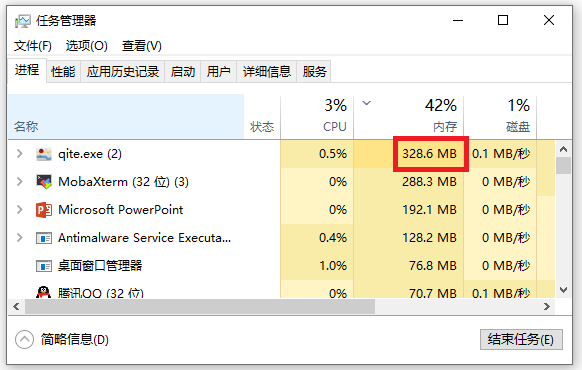 任务管理器
文件(F) 选项(O) 查看(V)
进程 性能 应用历史记录 启动 用户 详细信息 服务
3% 42% 1%
名称 状态 CPU 内存 磁盘
qite.exe (2) 0.5% 328.6 MB 0.1 MB/秒
MobaXterm (32 位) (3) 0% 288.3 MB 0 MB/秒
Microsoft PowerPoint 0% 192.1 MB 0 MB/秒
Antimalware Service Executa... 0.4% 128.2 MB 0 MB/秒
桌面窗口管理器 1.0% 76.8 MB 0 MB/秒
腾讯QQ (32 位) 0% 70.7 MB 0.1 MB/秒
简略信息(D) 结束任务(E)